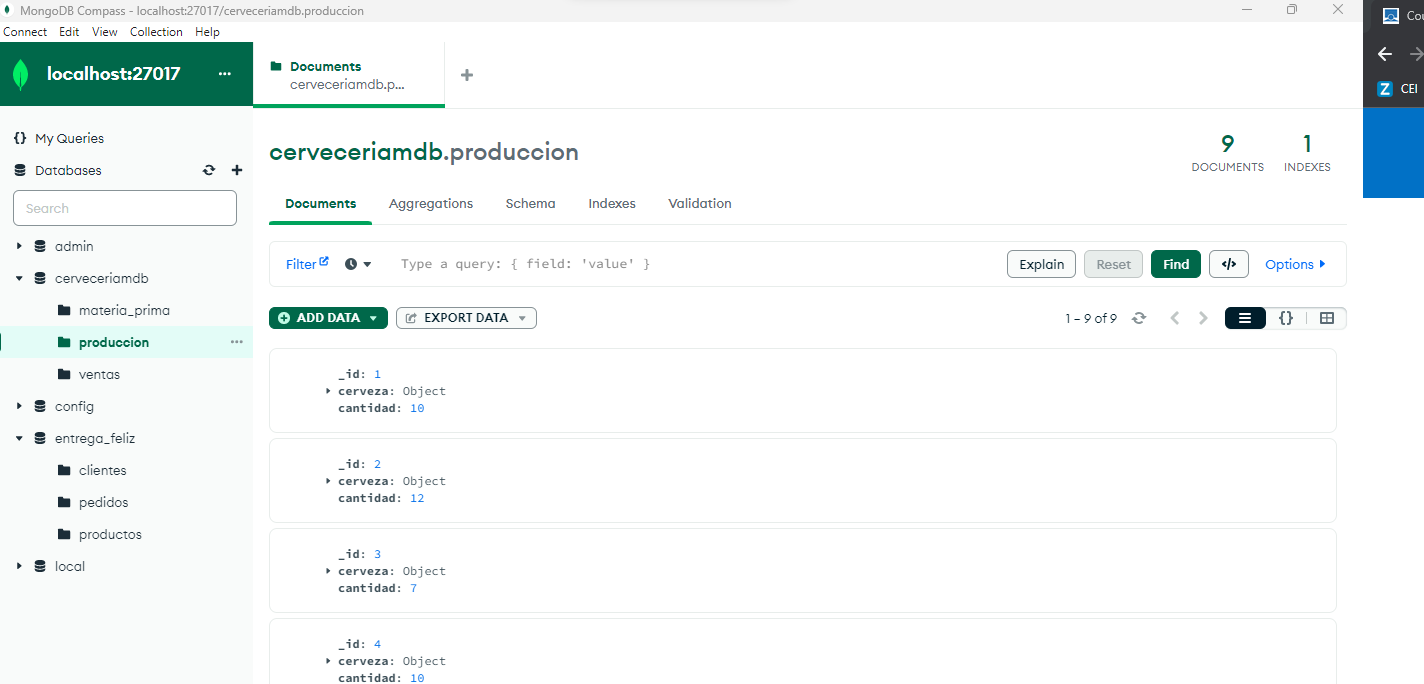 MongoDB Compass - localhost:27017/cerveceriamdb.produccion
Connect Edit View Collection Help
localhost:27017 ...
Documents
cerveceriamdb.p...
+
{} My Queries
Databases
Search
admin
cerveceriamdb
materia_prima
produccion ...
ventas
config
entrega_feliz
clientes
pedidos
productos
local
cerveceriamdb.produccion
9 DOCUMENTS
1 INDEXES
Documents Aggregations Schema Indexes Validation
Filter Type a query: { field: 'value' } Explain Reset Find </> Options
ADD DATA EXPORT DATA 1 – 9 of 9 {}
_id: 1
cerveza: Object
cantidad: 10
_id: 2
cerveza: Object
cantidad: 12
_id: 3
cerveza: Object
cantidad: 7
_id: 4
cerveza: Object
cantidad: 10
Z CEI